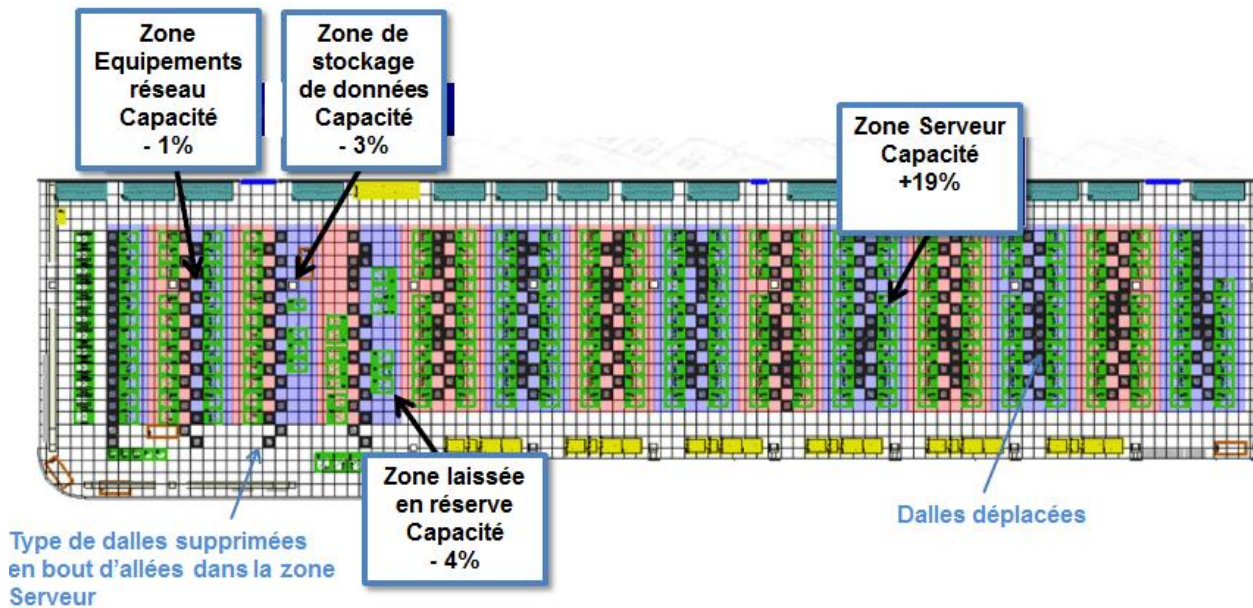 Zone
Equipements
réseau
Capacité
- 1%
Zone de
stockage
de données
Capacité
- 3%
Zone Serveur
Capacité
+19%
Zone laissée
en réserve
Capacité
- 4%
Dalles déplacées
Type de dalles supprimées
en bout d'allées dans la zone
Serveur